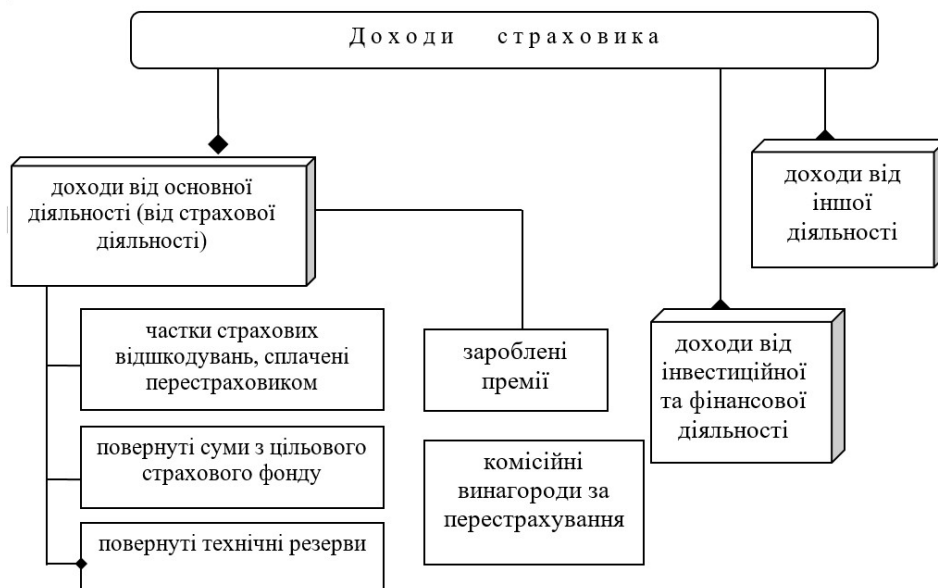 Доходи страховика
доходи від основної
діяльності (від страхової
діяльності)
частки страхових
відшкодувань, сплачені
перестраховиком
повернуті суми з цільового
страхового фонду
повернуті технічні резерви
зароблені
премії
комісійні
винагороди за
перестрахування
доходи від
інвестиційної
та фінансової
діяльності
доходи від
іншої
діяльності